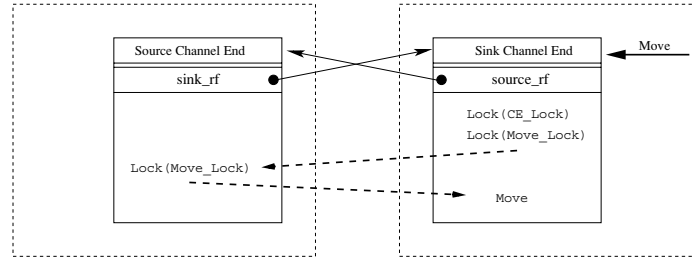 Source Channel End
sink_rf
Lock(Move_Lock)
Sink Channel End
source_rf
Lock(CE_Lock)
Lock(Move_Lock)
Move
Move